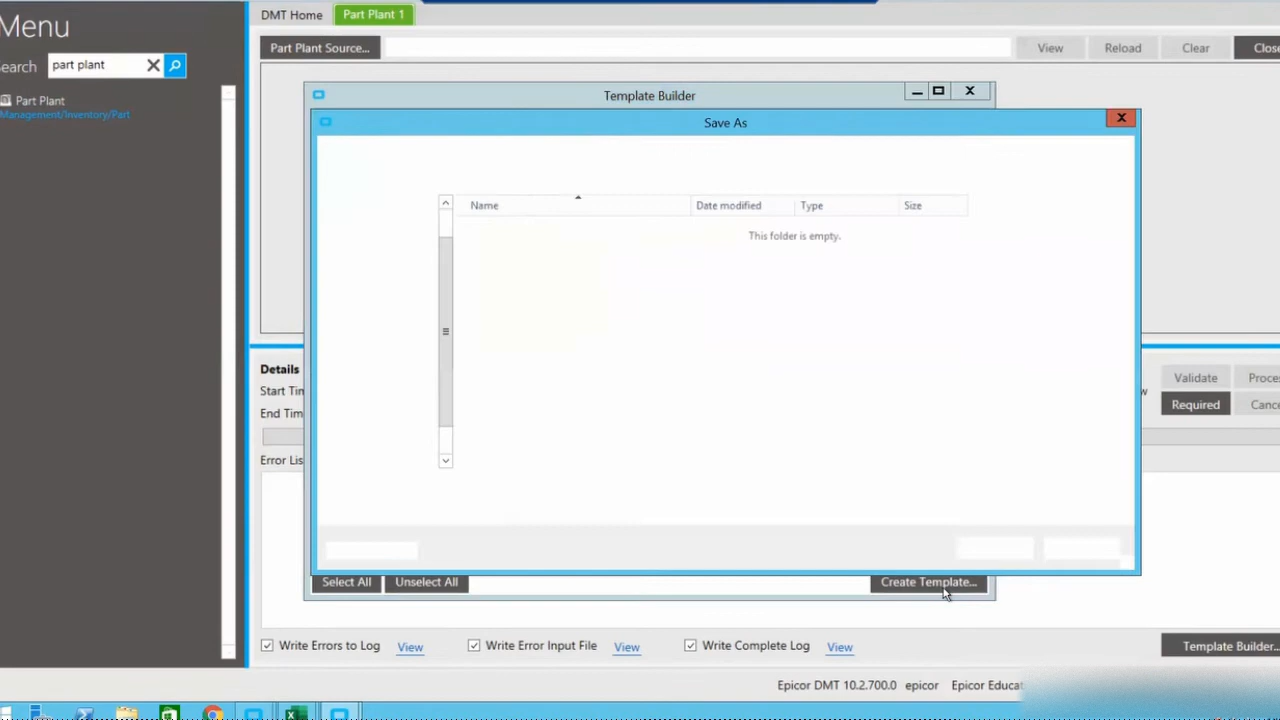 Menu
Search
part plant
Part Plant
Management/Inventory/Part
DMT Home
Part Plant 1
Part Plant Source...
View
Reload
Clear
Close
Template Builder
X
Save As
X
Name
Date modified
Type
Size
This folder is empty.
Details
Start Tim
End Tim
Error Lis
w
Validate
Proce
Required
Cance
Select All
Unselect All
Create Template...
Write Errors to Log
View
Write Error Input File
View
Write Complete Log
View
Template Builder...
Epicor DMT 10.2.700.0
epicor
Epicor Educat